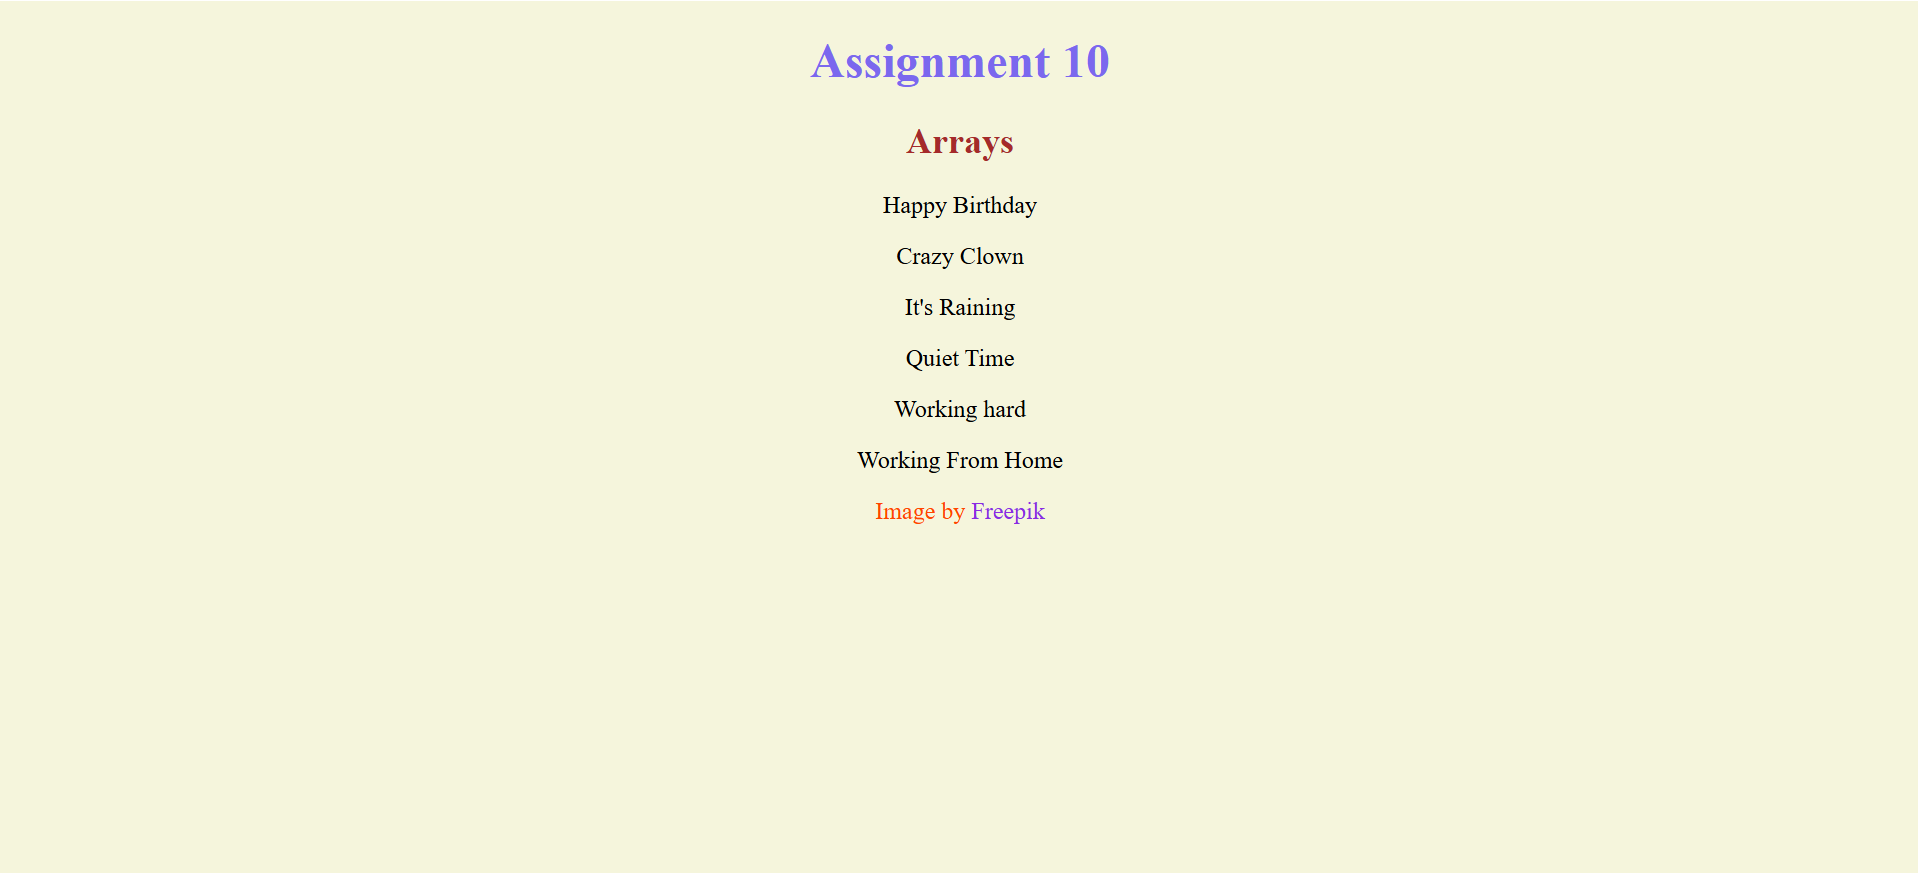 Assignment 10
Arrays
Happy Birthday
Crazy Clown
It's Raining
Quiet Time
Working hard
Working From Home
Image by Freepik